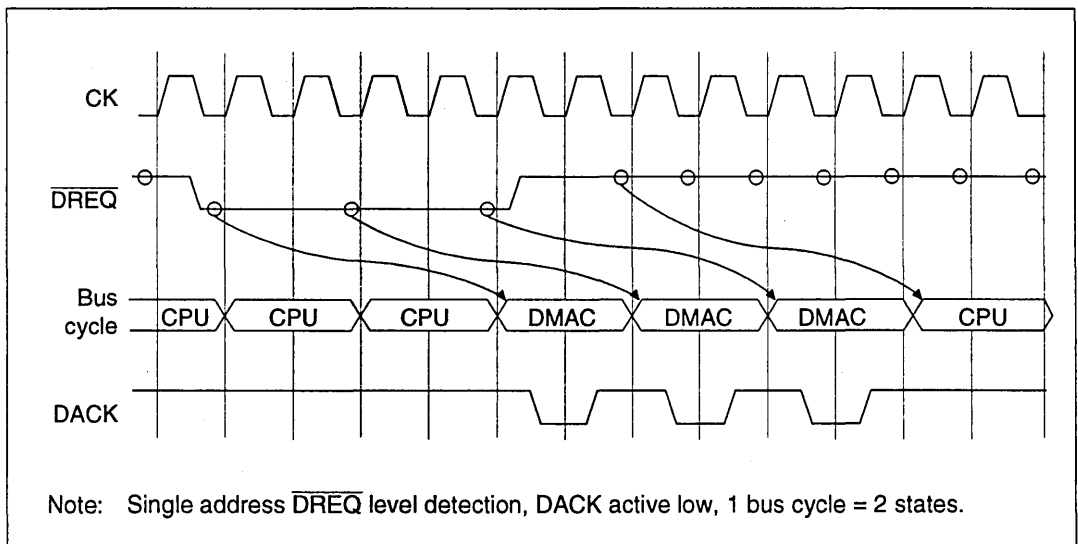 CK
DREQ
Bus
cycle
CPU CPU CPU DMAC DMAC DMAC CPU
DACK
Note: Single address DREQ level detection, DACK active low, 1 bus cycle = 2 states.